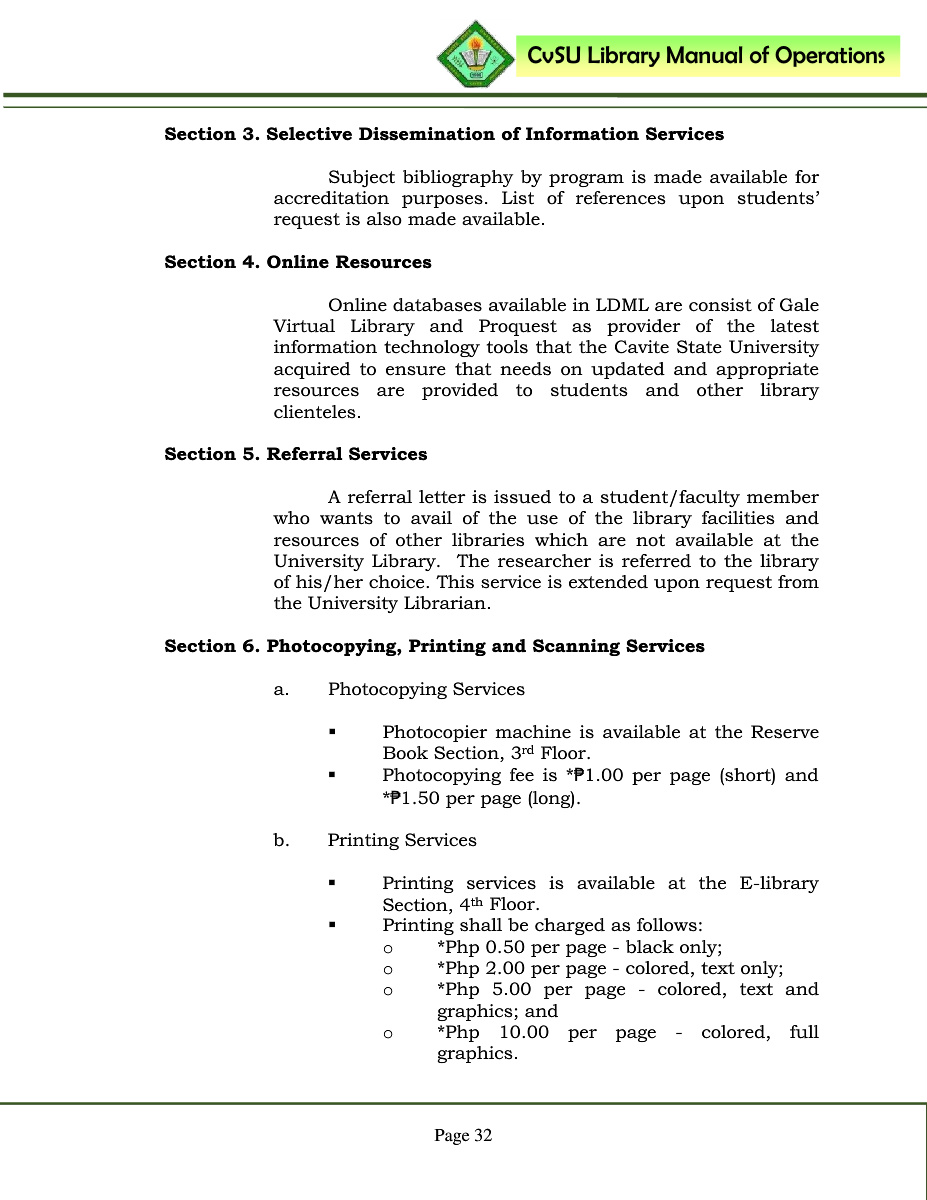 CvSU Library Manual of Operations
Section 3. Selective Dissemination of Information Services
Subject bibliography by program is made available for
accreditation purposes. List of references upon students’
request is also made available.
Section 4. Online Resources
Online databases available in LDML are consist of Gale
Virtual Library and Proquest as provider of the latest
information technology tools that the Cavite State University
acquired to ensure that needs on updated and appropriate
resources are provided to students and other library
clienteles.
Section 5. Referral Services
A referral letter is issued to a student/faculty member
who wants to avail of the use of the library facilities and
resources of other libraries which are not available at the
University Library. The researcher is referred to the library
of his/her choice. This service is extended upon request from
the University Librarian.
Section 6. Photocopying, Printing and Scanning Services
a. Photocopying Services
▪ Photocopier machine is available at the Reserve
Book Section, 3rd Floor.
▪ Photocopying fee is *₱1.00 per page (short) and
*₱1.50 per page (long).
b. Printing Services
▪ Printing services is available at the E-library
Section, 4th Floor.
▪ Printing shall be charged as follows:
o *Php 0.50 per page - black only;
o *Php 2.00 per page - colored, text only;
o *Php 5.00 per page - colored, text and
graphics; and
o *Php 10.00 per page - colored, full
graphics.
Page 32